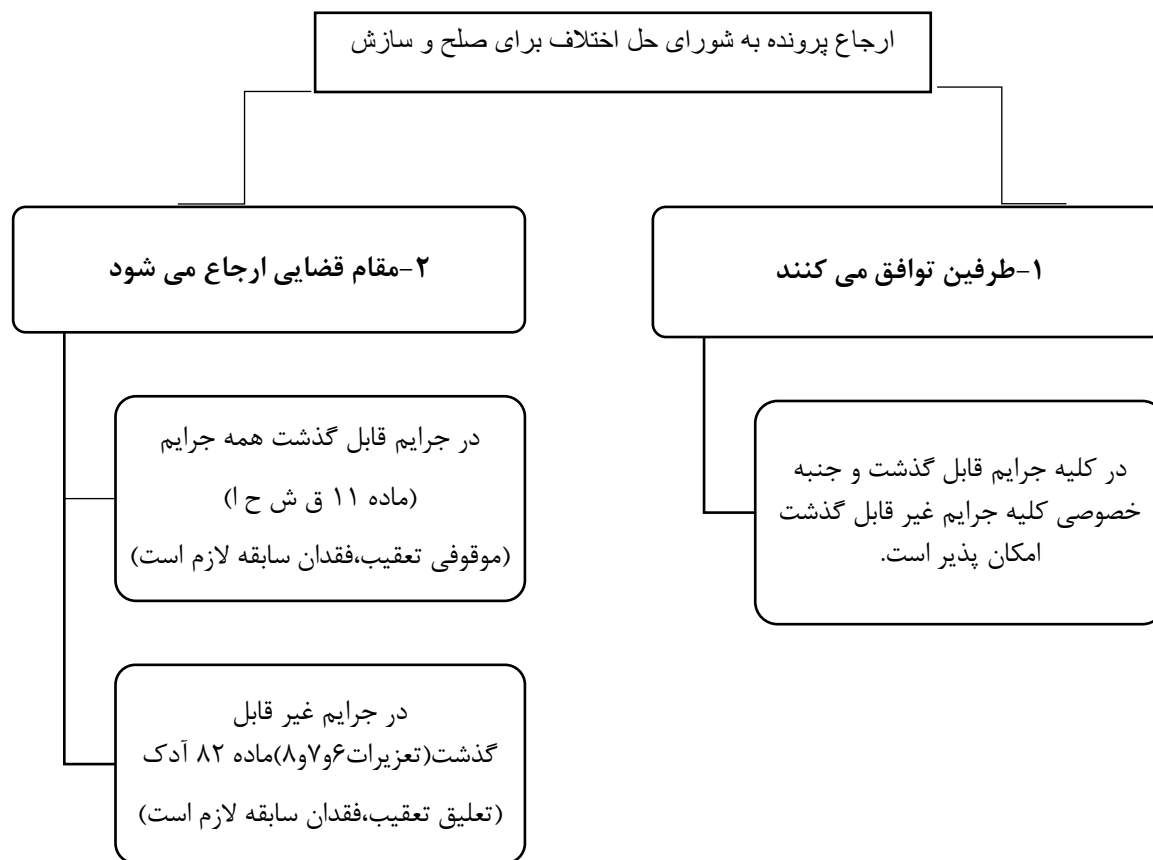 ارجاع پرونده به شورای حل اختلاف برای صلح و سازش
۱-طرفین توافق می کنند
در کلیه جرایم قابل گذشت و جنبه
خصوصی کلیه جرایم غیر قابل گذشت
امکان پذیر است.
۲-مقام قضایی ارجاع می شود
در جرایم قابل گذشت همه جرایم
(ماده ۱۱ ق ش ح ا)
(موقوفی تعقیب،فقدان سابقه لازم است)
در جرایم غیر قابل
گذشت(تعزیرات۶و۷و۸)ماده ۸۲ آدک
(تعلیق تعقیب،فقدان سابقه لازم است)